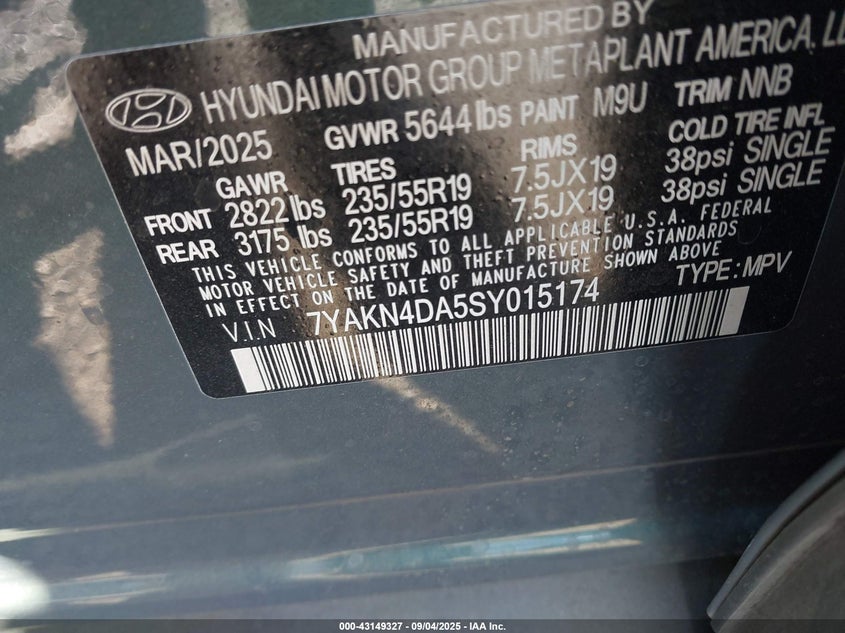 MANUFACTURED BY
HYUNDAI MOTOR GROUP METAPLANT AMERICA, LL
MAR/2025 GVWR 5644 lbs PAINT M9U TRIM NNB
GAWR TIRES RIMS COLD TIRE INFL
FRONT 2822 lbs 235/55R19 7.5JX19 38psi SINGLE
REAR 3175 lbs 235/55R19 7.5JX19 38psi SINGLE
THIS VEHICLE CONFORMS TO ALL APPLICABLE U.S.A. FEDERAL
MOTOR VEHICLE SAFETY AND THEFT PREVENTION STANDARDS
IN EFFECT ON THE DATE OF MANUFACTURE SHOWN ABOVE
V.I.N 7YAKN4DA5SY015174 TYPE: MPV
000-43149327 - 09/04/2025 - IAA Inc.